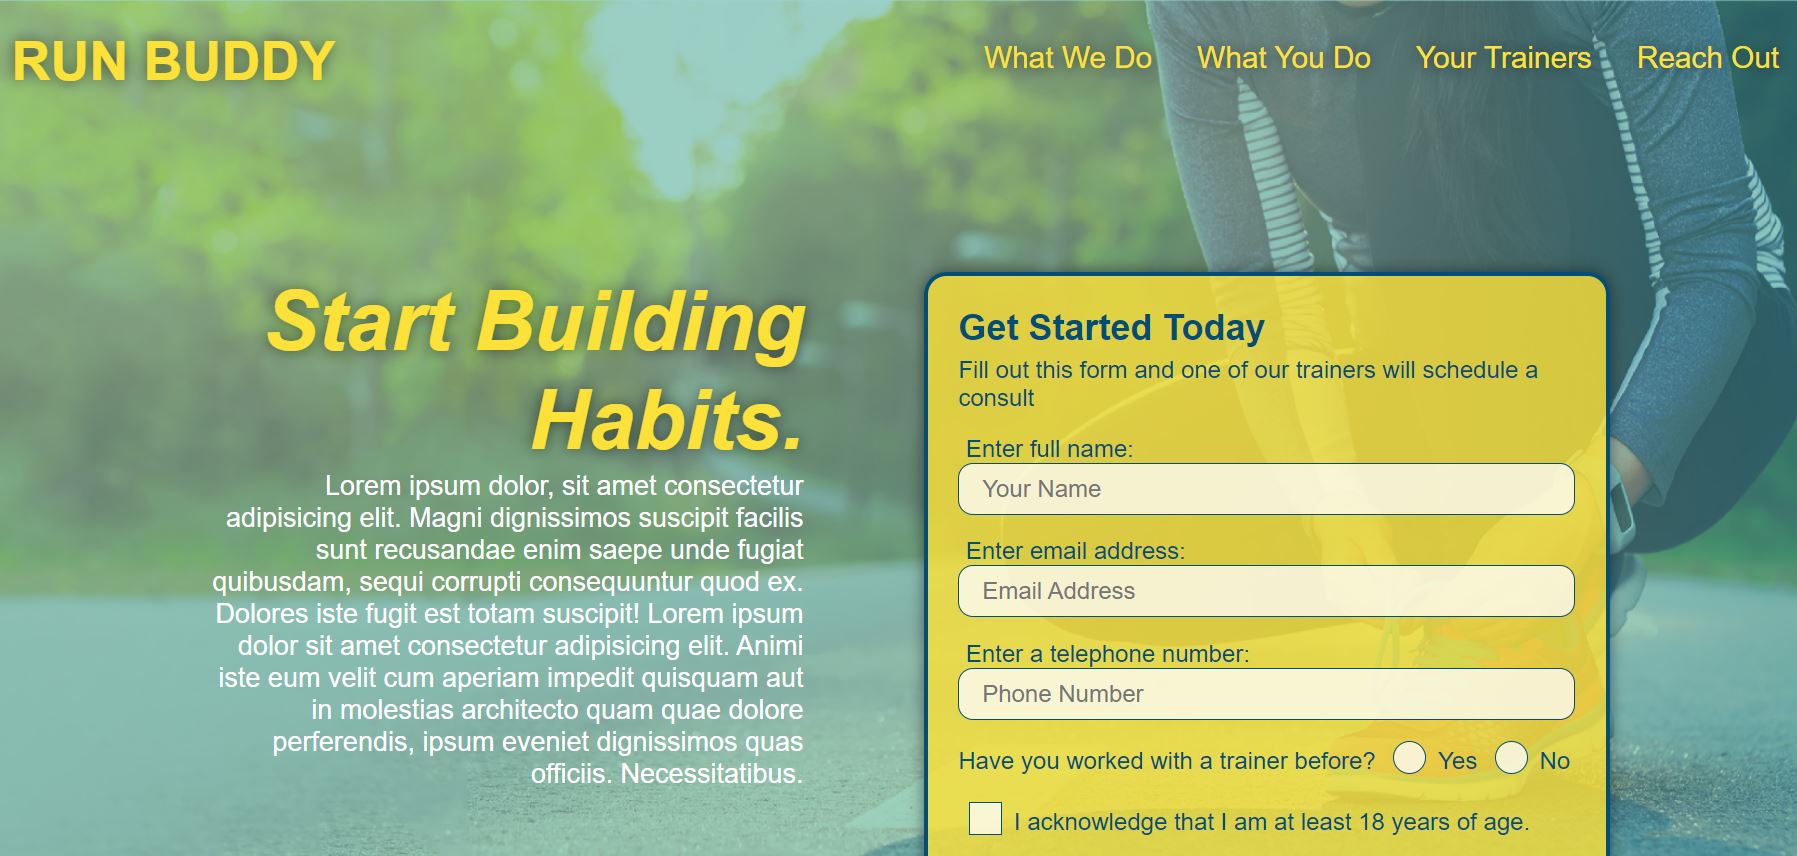 RUN BUDDY
What We Do What You Do Your Trainers Reach Out
Start Building
Habits.
Lorem ipsum dolor, sit amet consectetur
adipisicing elit. Magni dignissimos suscipit facilis
sunt recusandae enim saepe unde fugiat
quibusdam, sequi corrupti consequuntur quod ex.
Dolores iste fugit est totam suscipit! Lorem ipsum
dolor sit amet consectetur adipisicing elit. Animi
iste eum velit cum aperiam impedit quisquam aut
in molestias architecto quam quae dolore
perferendis, ipsum eveniet dignissimos quas
officiis. Necessitatibus.
Get Started Today
Fill out this form and one of our trainers will schedule a
consult
Enter full name:
Your Name
Enter email address:
Email Address
Enter a telephone number:
Phone Number
Have you worked with a trainer before? Yes No
I acknowledge that I am at least 18 years of age.